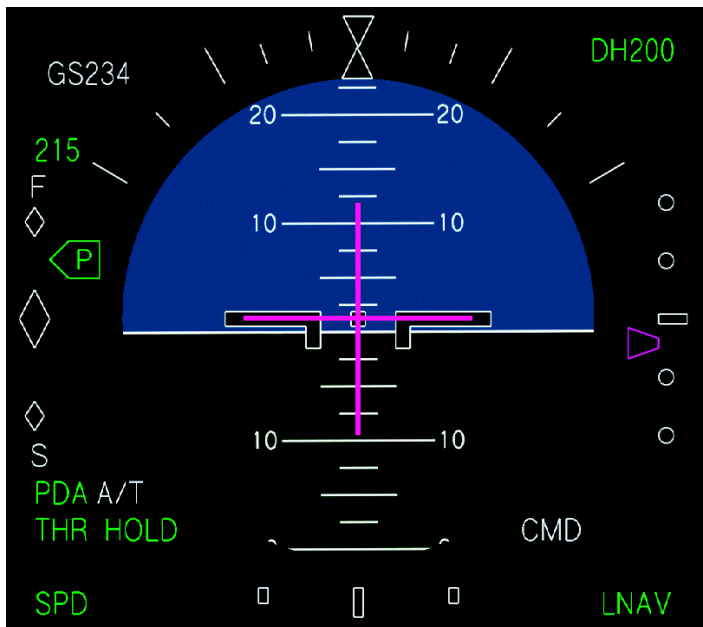 GS234
DH200
20 20
215
F
10 10
P
10 10
S
PDA A/T
THR HOLD
CMD
SPD
LNAV